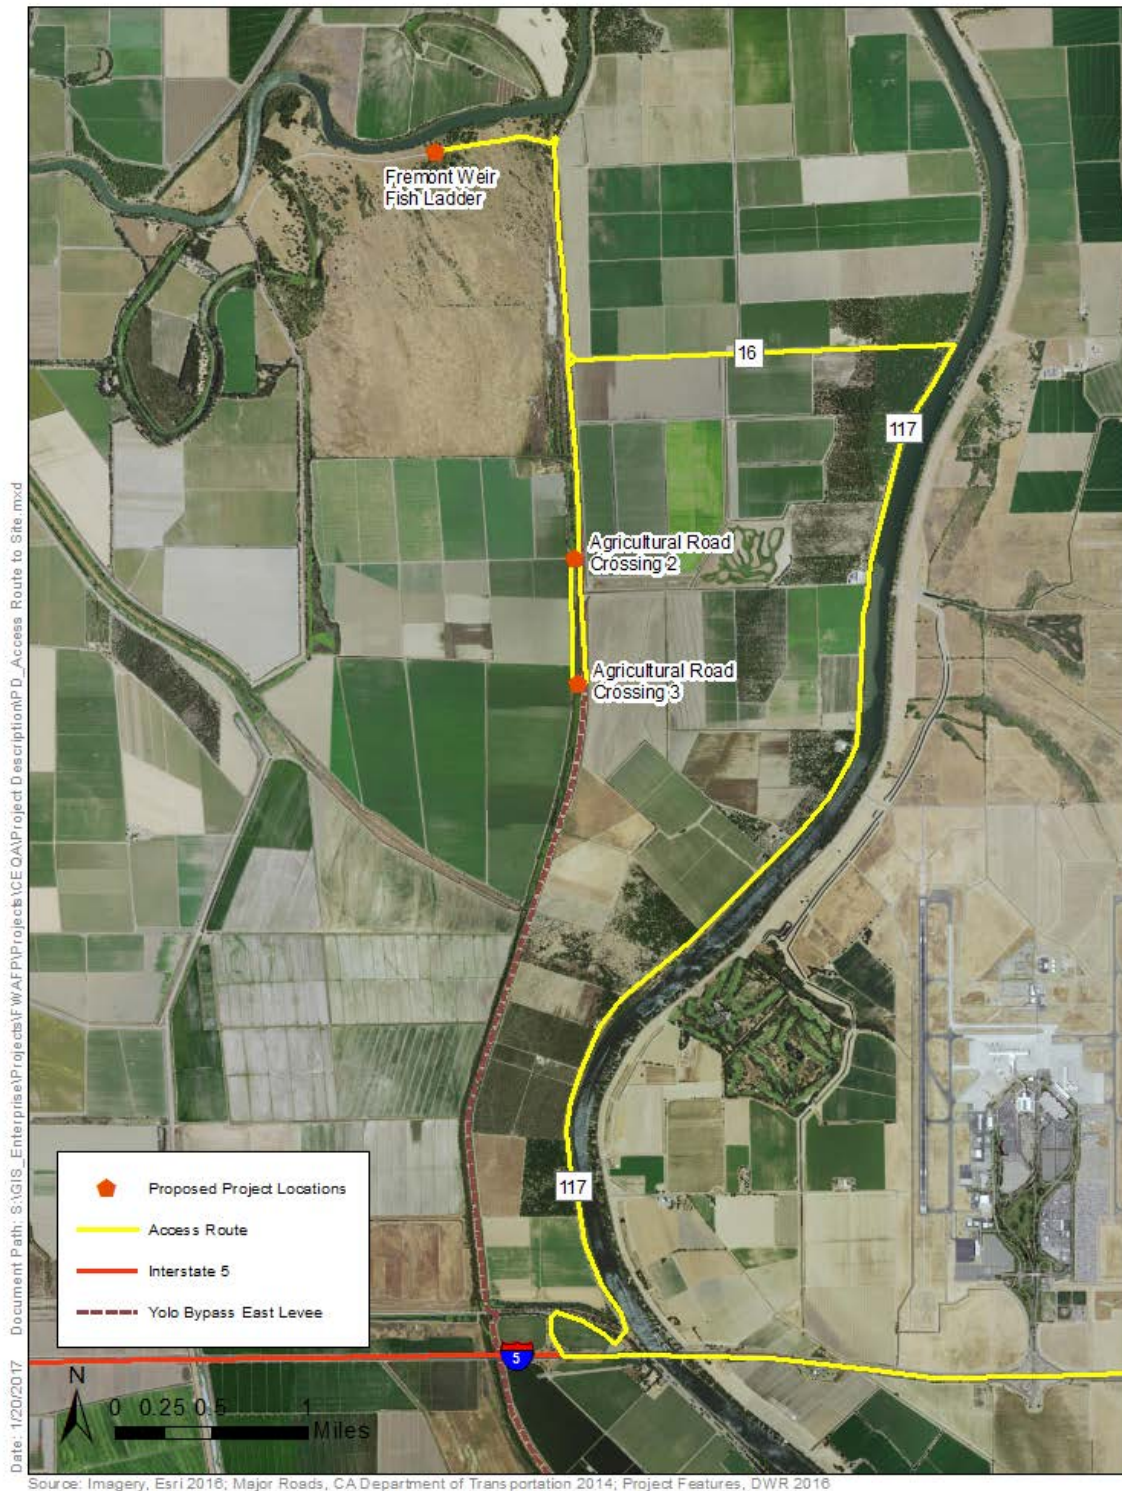 Fremont Weir
Fish Ladder
16
117
Agricultural Road
Crossing 2
Agricultural Road
Crossing 3
117
Proposed Project Locations
Access Route
Interstate 5
Yolo Bypass East Levee
5
N
0 0.25 0.5 1
Miles
Date: 1/20/2017 Document Path: S:\GIS_Enterprise\Projects\FWAFP\Projects\CEQA\Project Description\PD_Access Route to Site.mxd
Source: Imagery, Esri 2016; Major Roads, CA Department of Transportation 2014; Project Features, DWR 2016